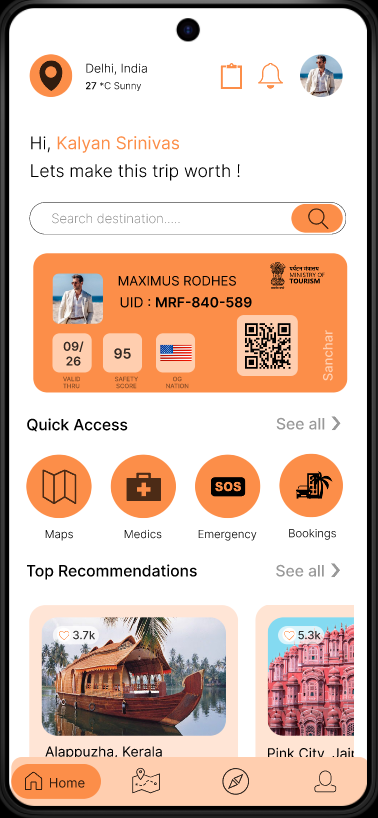 Delhi, India
27 °C Sunny
Hi, Kalyan Srinivas
Lets make this trip worth !
Search destination.....
पर्यटन मंत्रालय
MINISTRY OF
TOURISM
MAXIMUS RODHES
UID : MRF-840-589
09/
26
95
VALID
THRU
SAFETY
SCORE
OG
NATION
Sanchar
Quick Access
See all
SOS
Maps
Medics
Emergency
Bookings
Top Recommendations
See all
3.7k
5.3k
Alappuzha, Kerala
Pink City, Jaip
Home